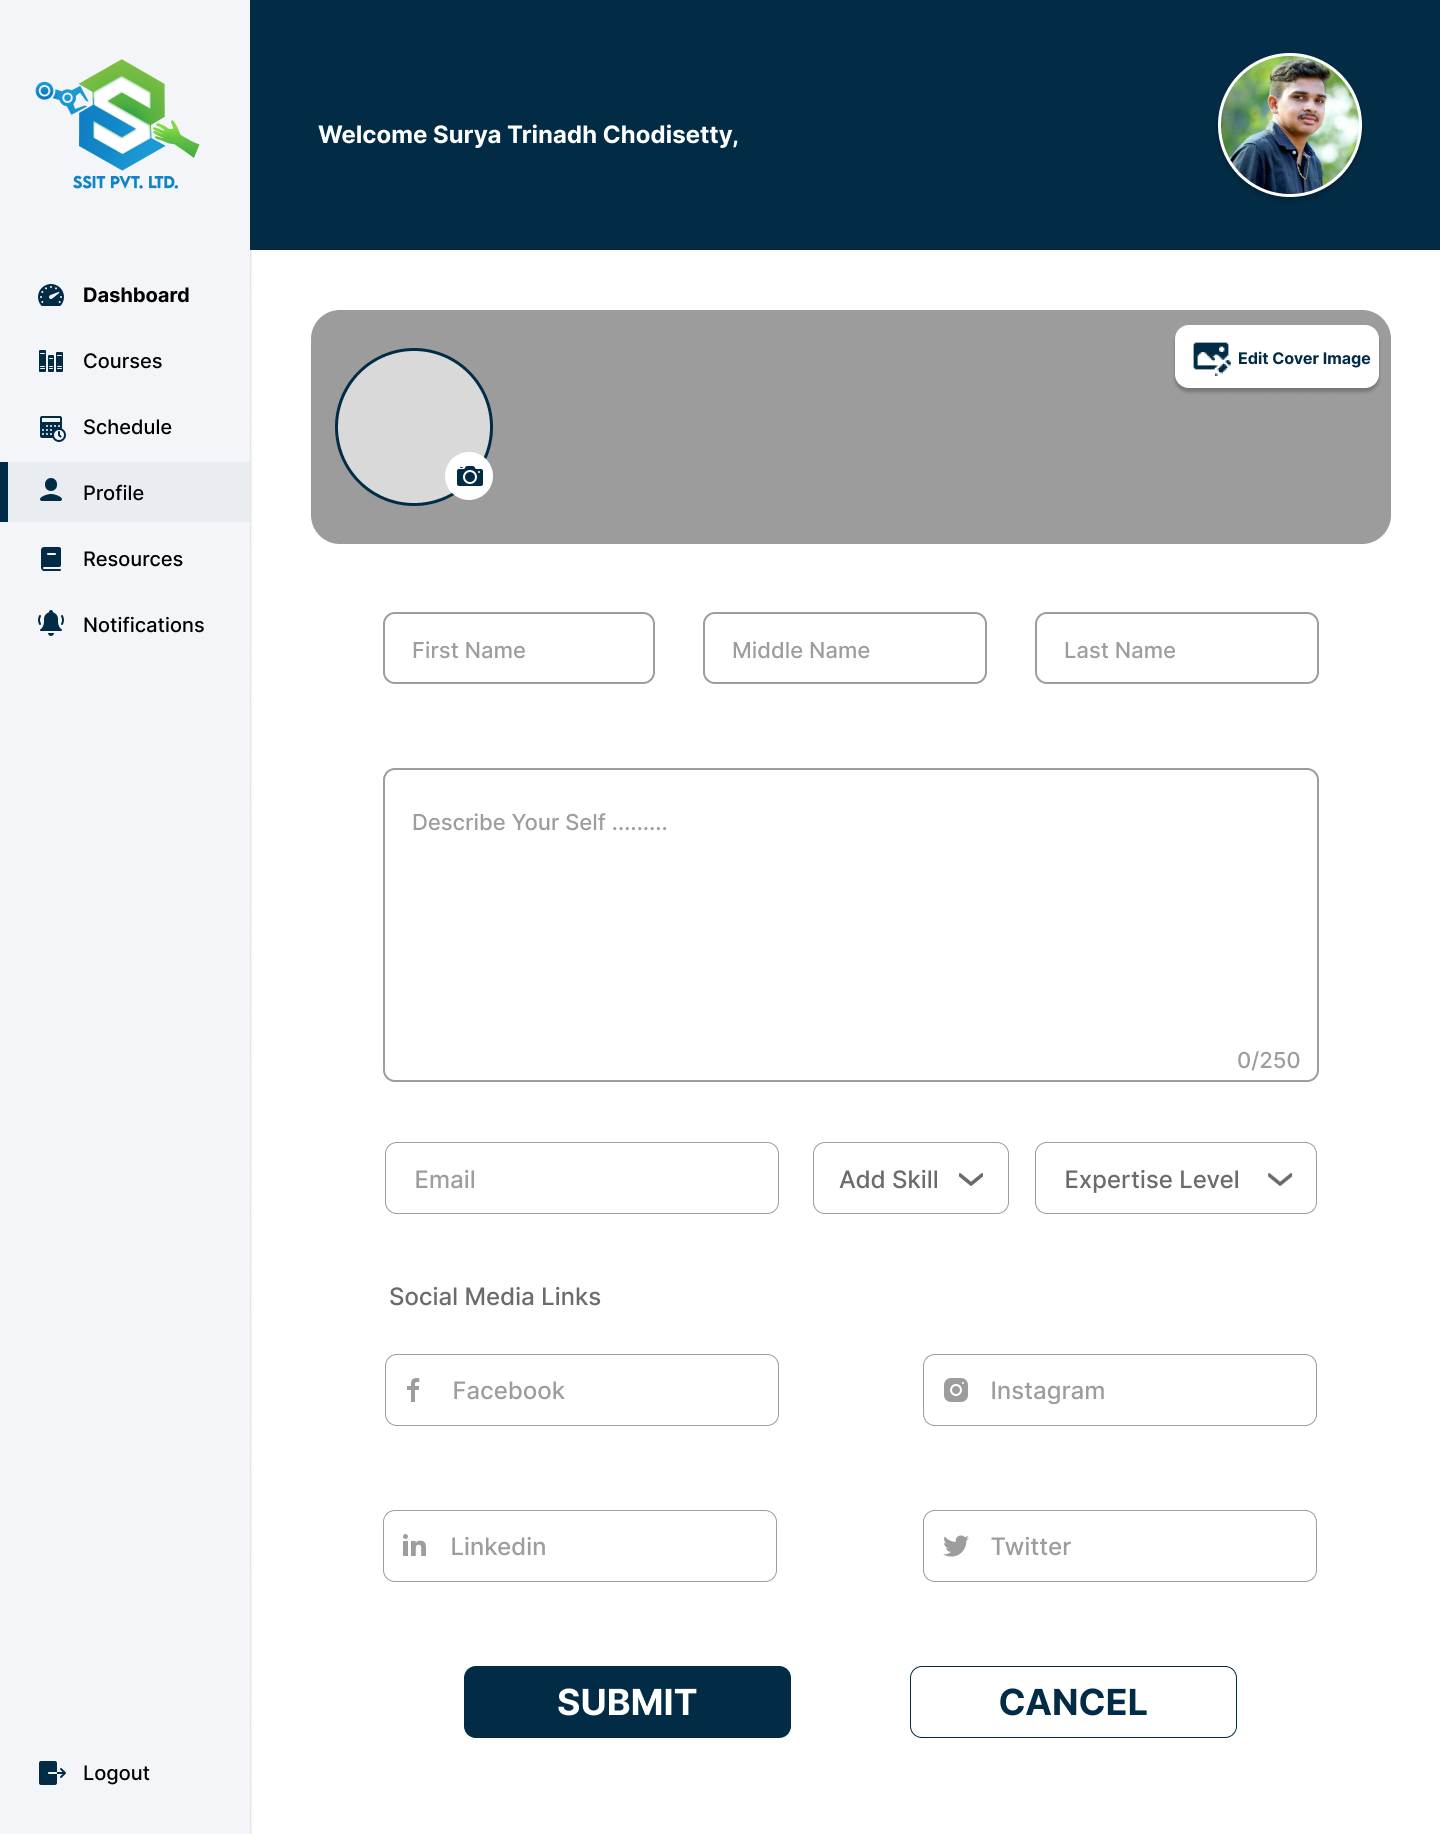 SSIT PVT. LTD.
Welcome Surya Trinadh Chodisetty,
Dashboard
Courses
Schedule
Profile
Resources
Notifications
Logout
Edit Cover Image
First Name
Middle Name
Last Name
Describe Your Self .........
0/250
Email
Add Skill
Expertise Level
Social Media Links
Facebook
Instagram
Linkedin
Twitter
SUBMIT
CANCEL